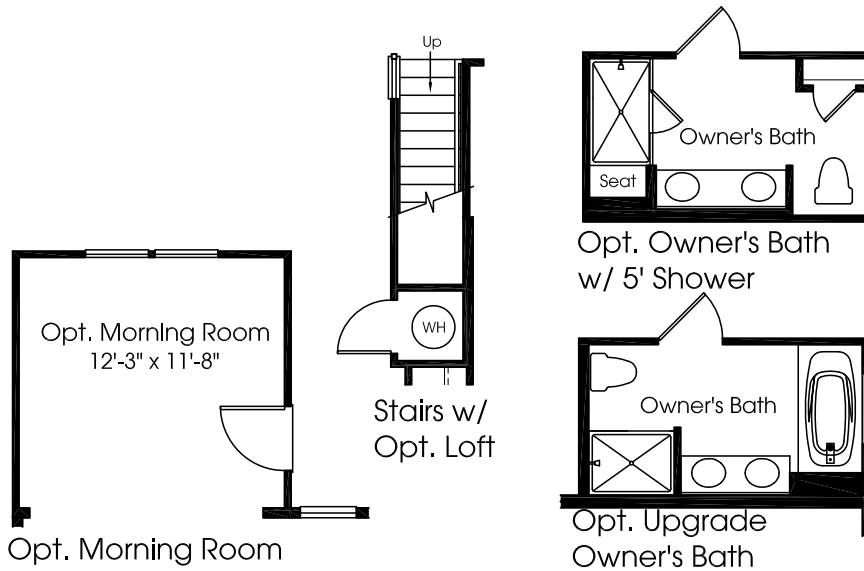 Up
Owner's Bath
Seat
Opt. Owner's Bath
w/ 5' Shower
Opt. Morning Room
12'-3" x 11'-8"
WH
Stairs w/
Opt. Loft
Owner's Bath
Opt. Upgrade
Owner's Bath
Opt. Morning Room